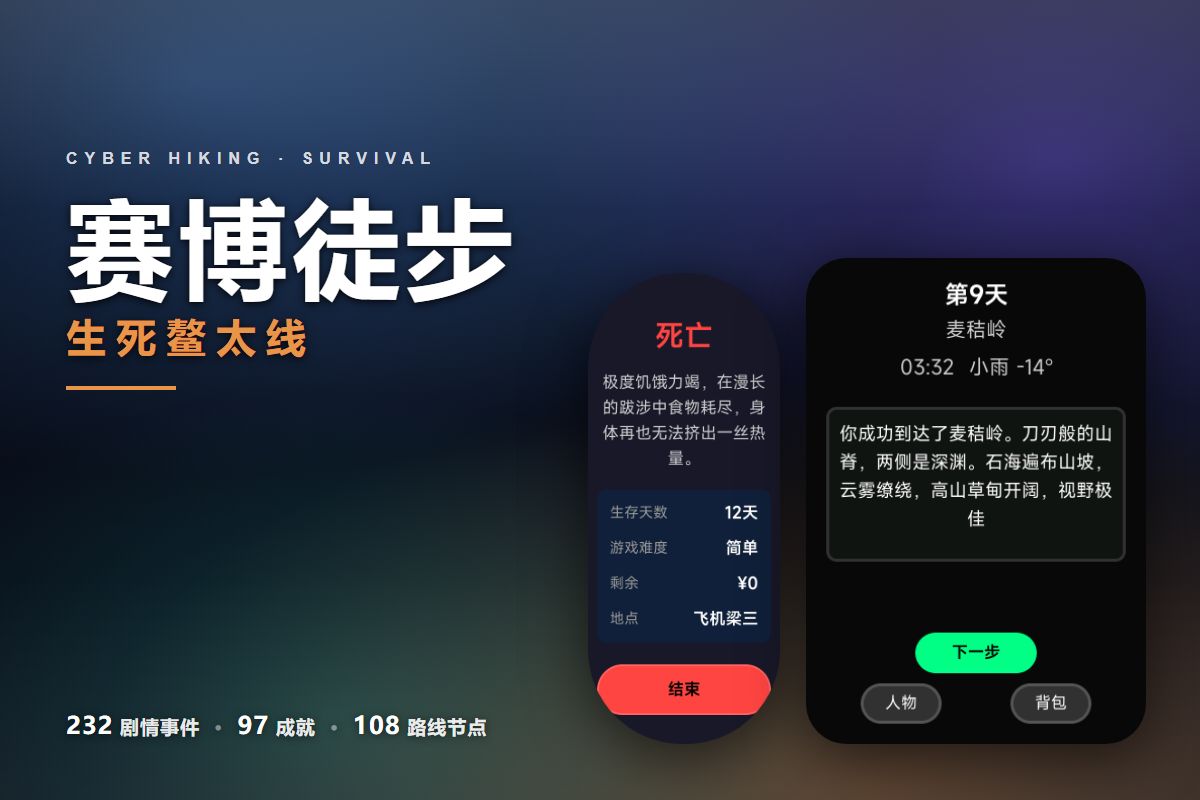 CYBER HIKING · SURVIVAL
赛博徒步
生死鳌太线
232 剧情事件 • 97 成就 • 108 路线节点
死亡
极度饥饿力竭，在漫长
的跋涉中食物耗尽，身
体再也无法挤出一丝热
量。
生存天数 12天
游戏难度 简单
剩余 ¥0
地点 飞机梁三
结束
第9天
麦秸岭
03:32 小雨 -14°
你成功到达了麦秸岭。刀刃般的山
脊，两侧是深渊。石海遍布山坡，
云雾缭绕，高山草甸开阔，视野极
佳
下一步
人物 背包